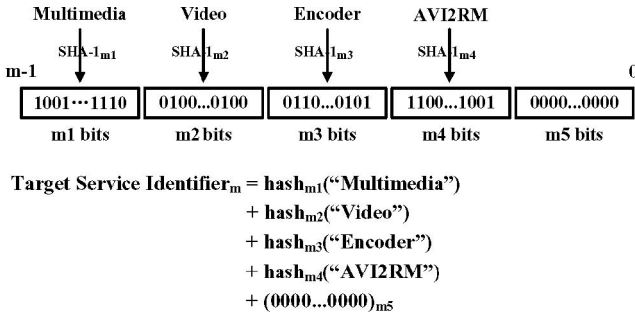 Multimedia Video Encoder AVI2RM
SHA-1m1 SHA-1m2 SHA-1m3 SHA-1m4
m-1 0
1001···1110 0100...0100 0110...0101 1100...1001 0000...0000
m1 bits m2 bits m3 bits m4 bits m5 bits
Target Service Identifierm = hashm1(“Multimedia”)
+ hashm2(“Video”)
+ hashm3(“Encoder”)
+ hashm4(“AVI2RM”)
+ (0000...0000)m5